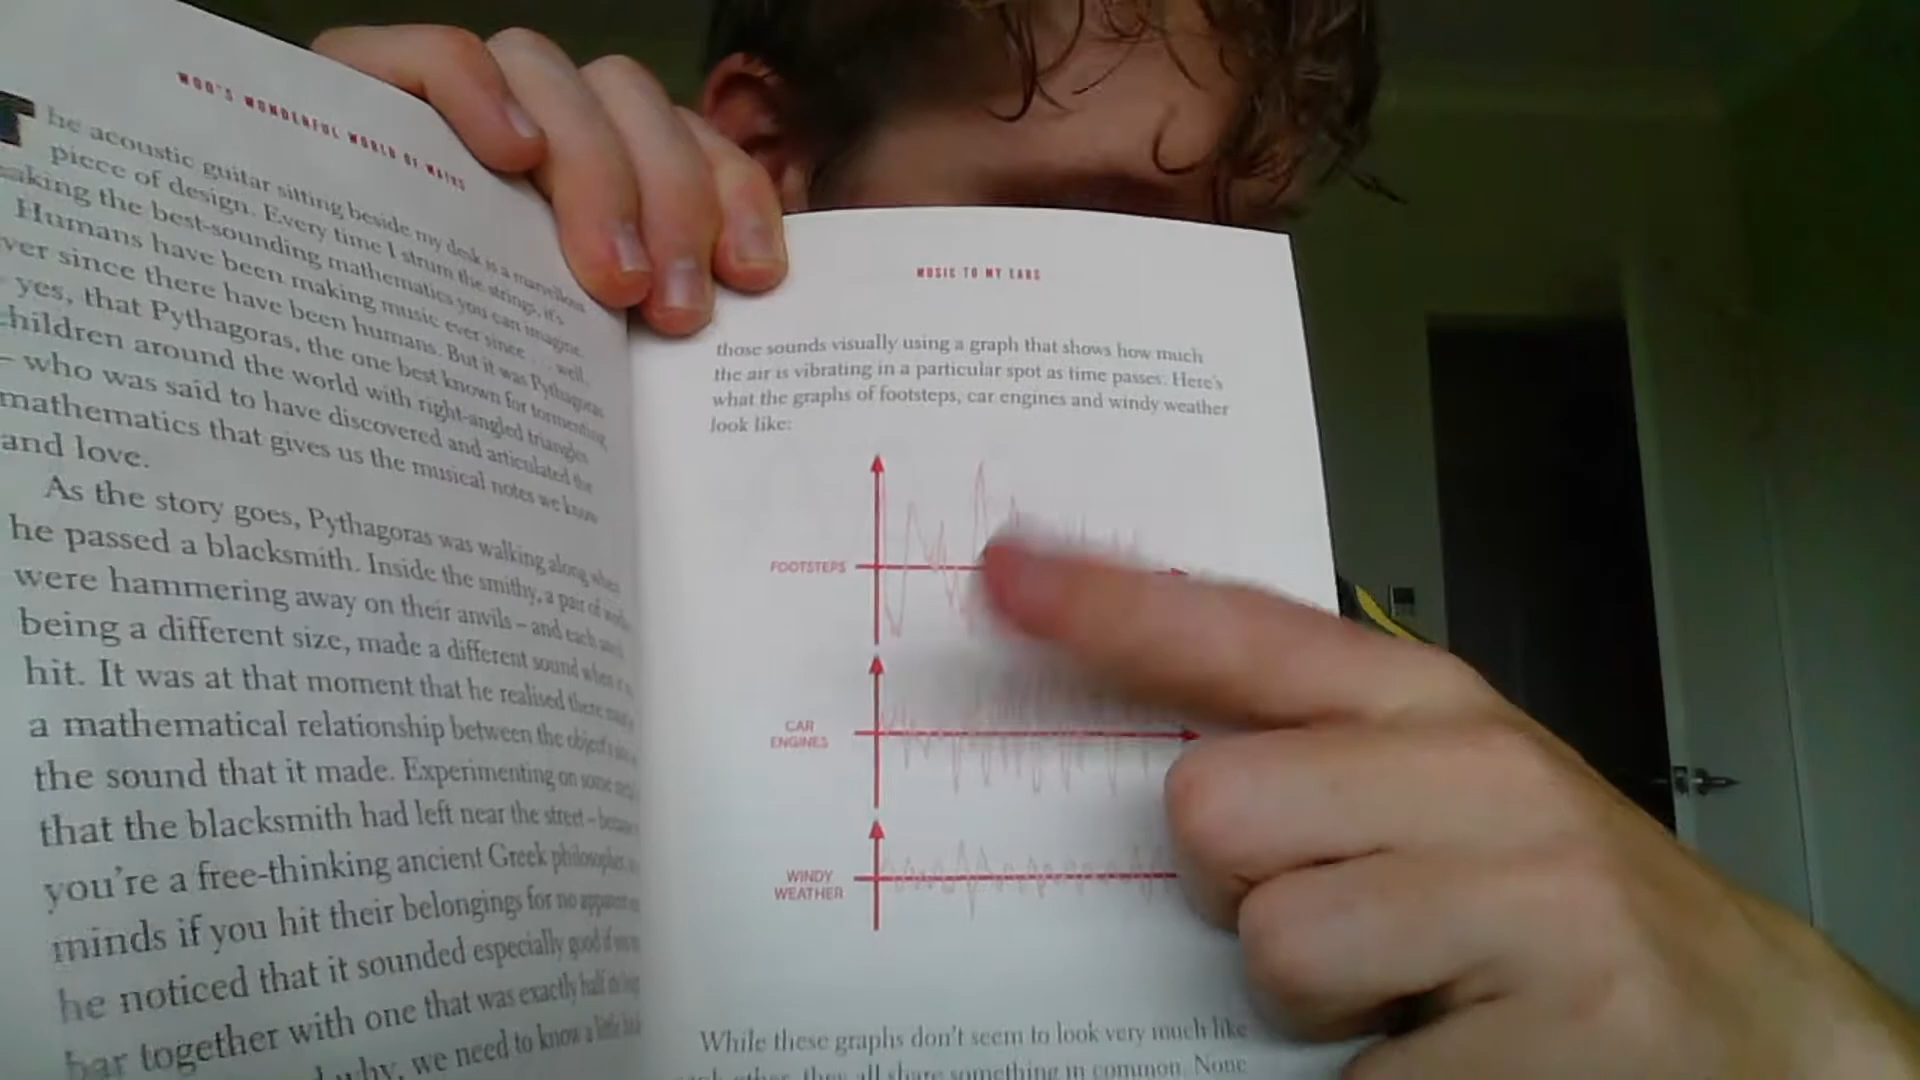 WOO'S WONDERFUL WORLD OF MATHS
he acoustic guitar sitting beside my desk is a marvellous
piece of design. Every time I strum the strings, it's
aking the best-sounding mathematics you can imagine.
Humans have been making music ever since ... well,
ver since there have been humans. But it was Pythagoras
yes, that Pythagoras, the one best known for tormenting
hildren around the world with right-angled triangles
– who was said to have discovered and articulated the
mathematics that gives us the musical notes we know
and love.
As the story goes, Pythagoras was walking along when
he passed a blacksmith. Inside the smithy, a pair of
were hammering away on their anvils – and each
being a different size, made a different sound when
hit. It was at that moment that he realised there
a mathematical relationship between the object's
the sound that it made. Experimenting on some
that the blacksmith had left near the street –
you're a free-thinking ancient Greek philosopher,
minds if you hit their belongings for no apparent
he noticed that it sounded especially good if
bar together with one that was exactly half
why, we need to know a little
MUSIC TO MY EARS
those sounds visually using a graph that shows how much
the air is vibrating in a particular spot as time passes. Here's
what the graphs of footsteps, car engines and windy weather
look like:
FOOTSTEPS
CAR
ENGINES
WINDY
WEATHER
While these graphs don't seem to look very much like
other, they all share something in common. None